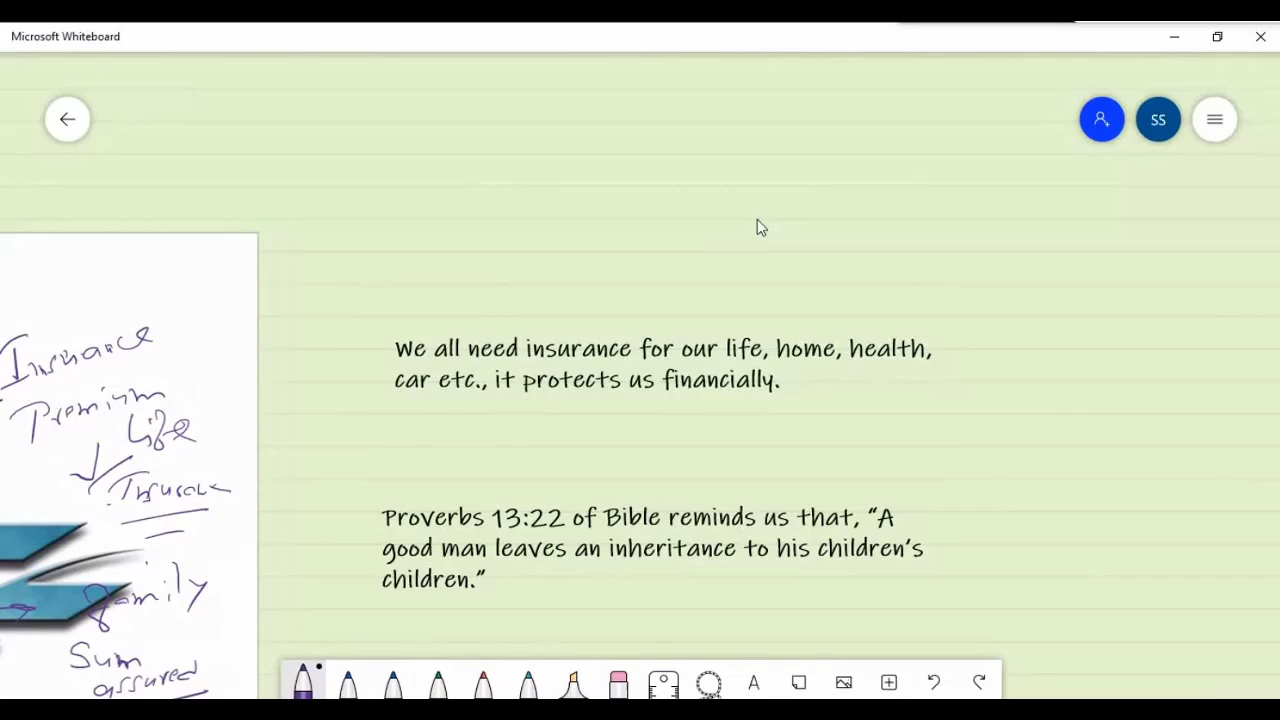 Microsoft Whiteboard
SS
Insurance
Premium
Life
Insurance
family
Sum
assured
We all need insurance for our life, home, health,
car etc., it protects us financially.
Proverbs 13:22 of Bible reminds us that, “A
good man leaves an inheritance to his children’s
children.”
A